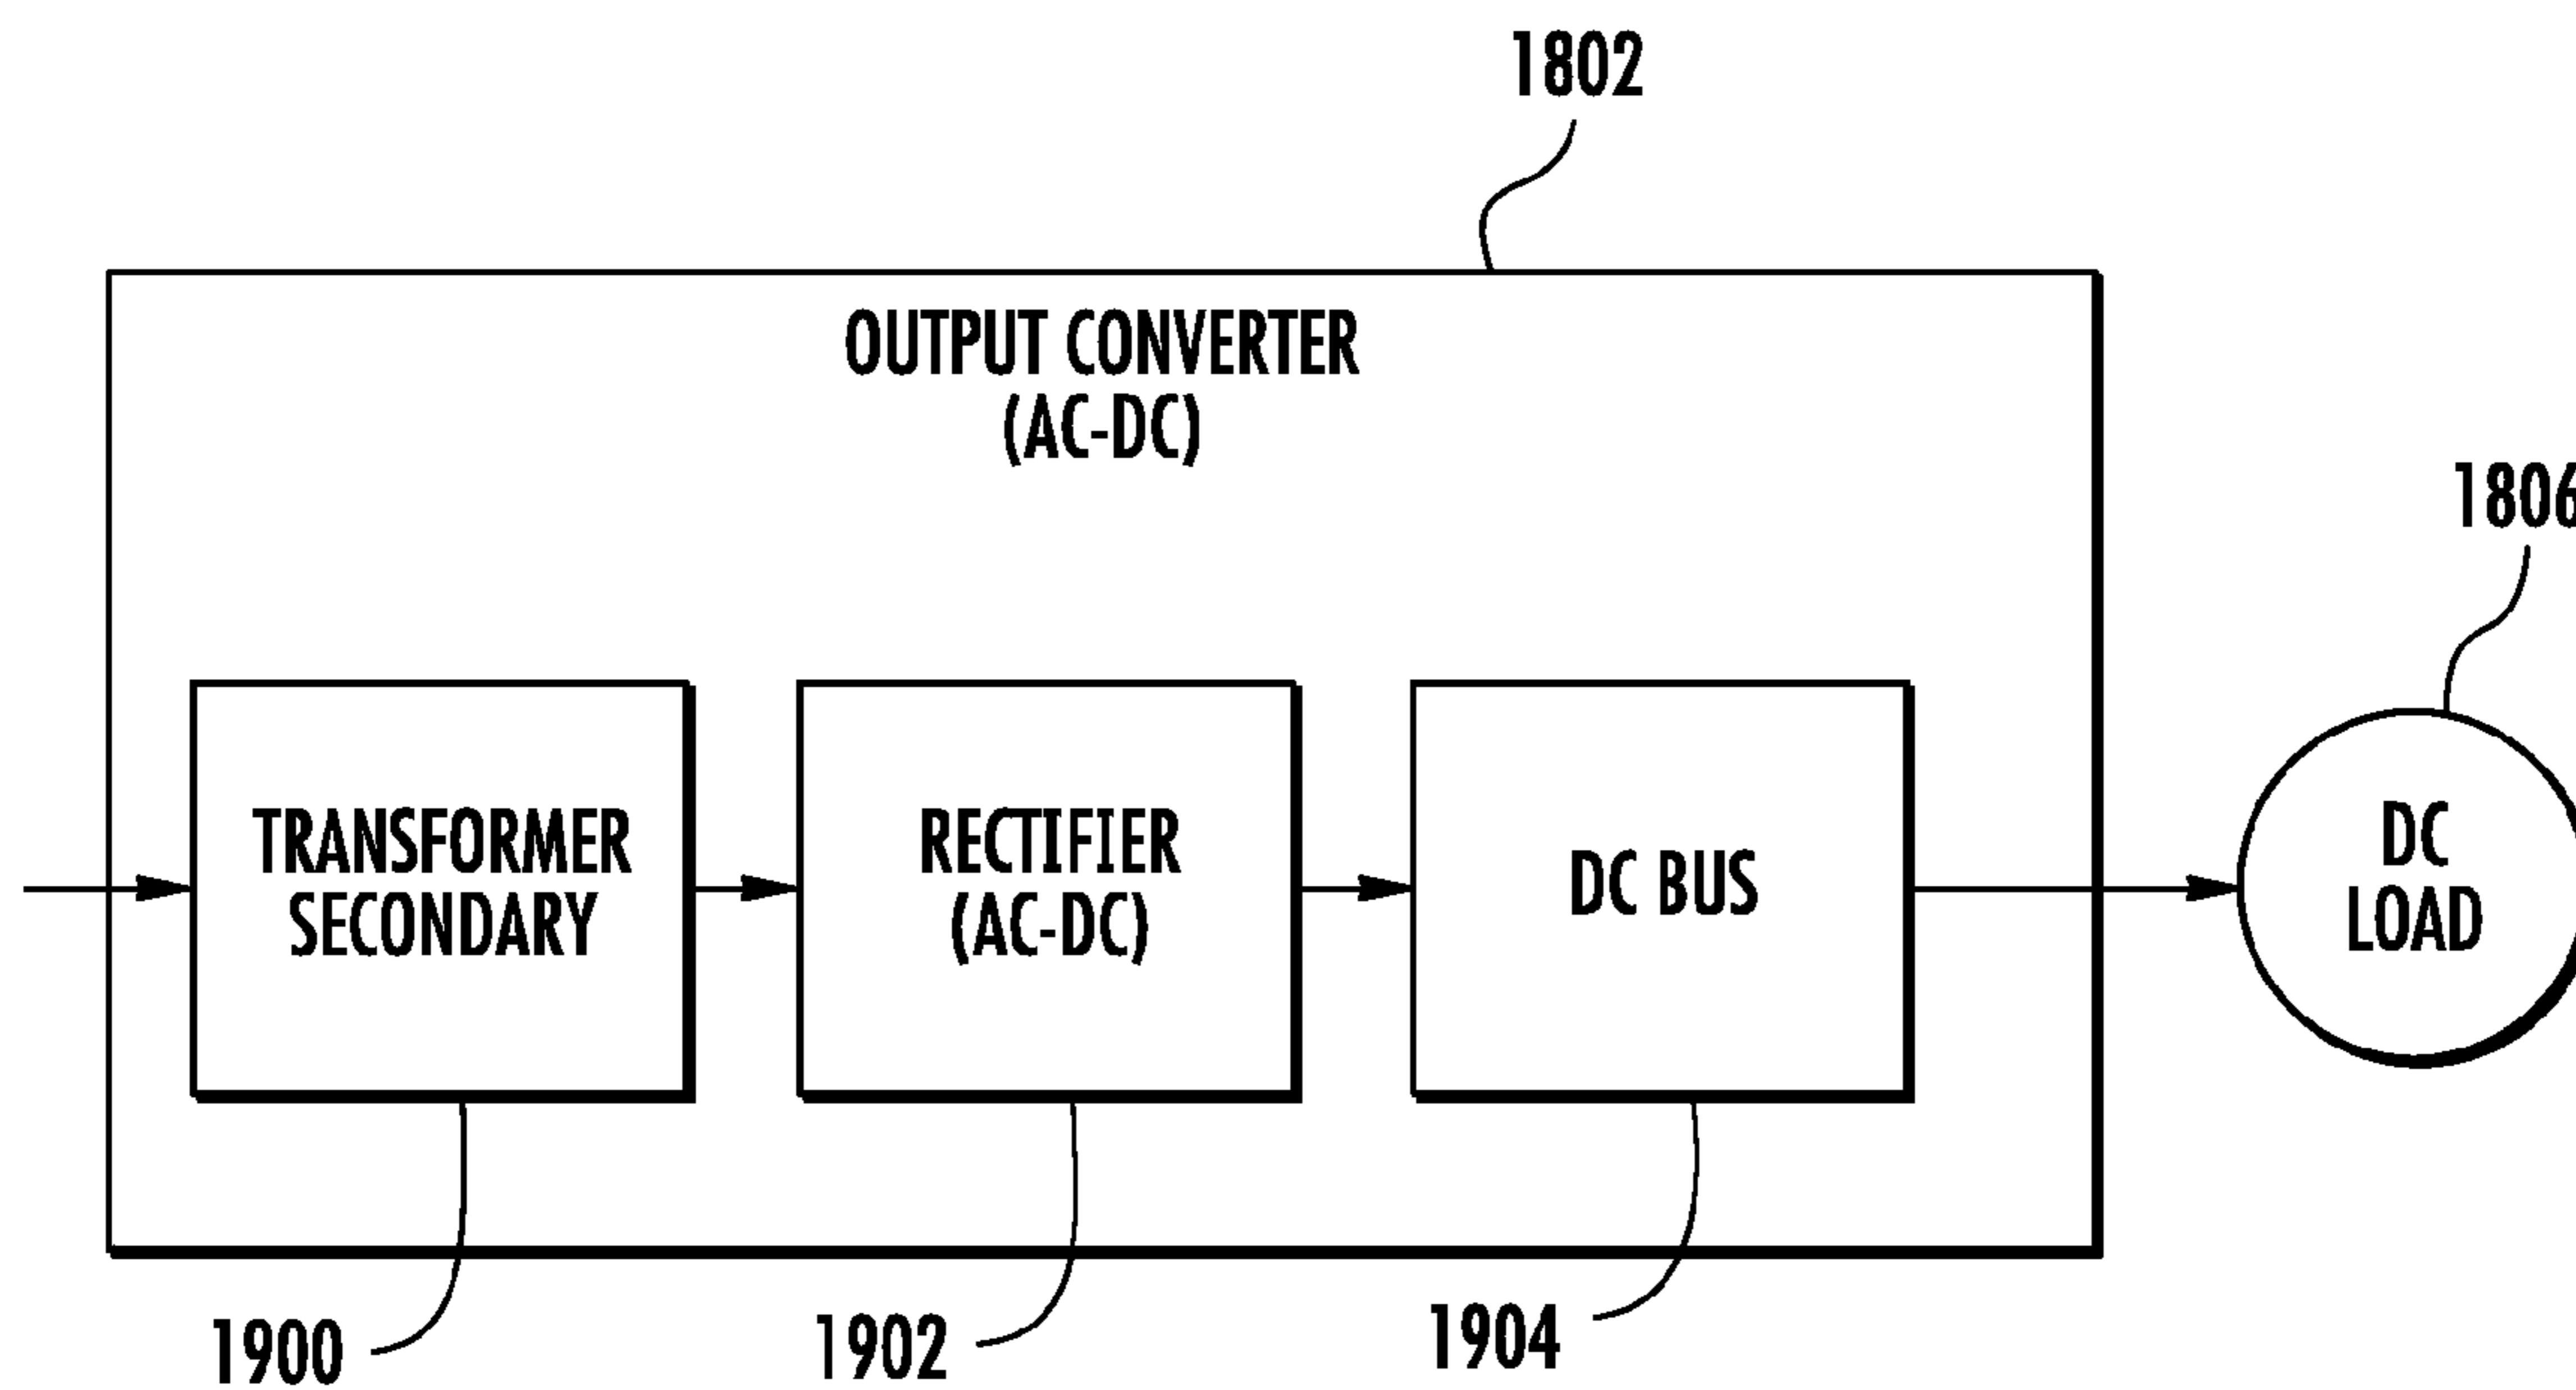 1802
OUTPUT CONVERTER
(AC-DC)
1806
TRANSFORMER
SECONDARY
RECTIFIER
(AC-DC)
DC BUS
DC
LOAD
1900
1902
1904